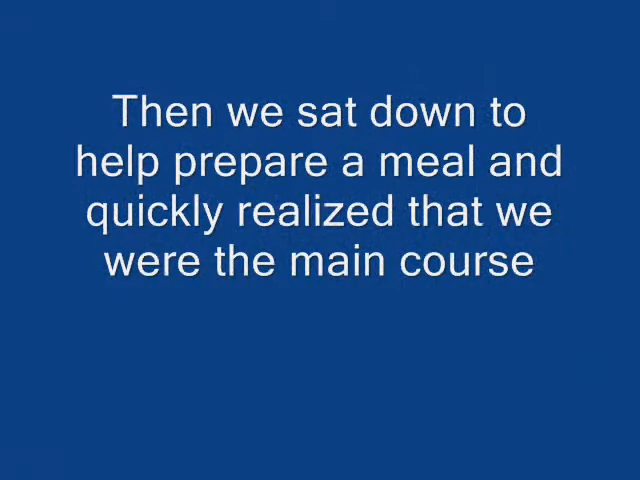 Then we sat down to
help prepare a meal and
quickly realized that we
were the main course